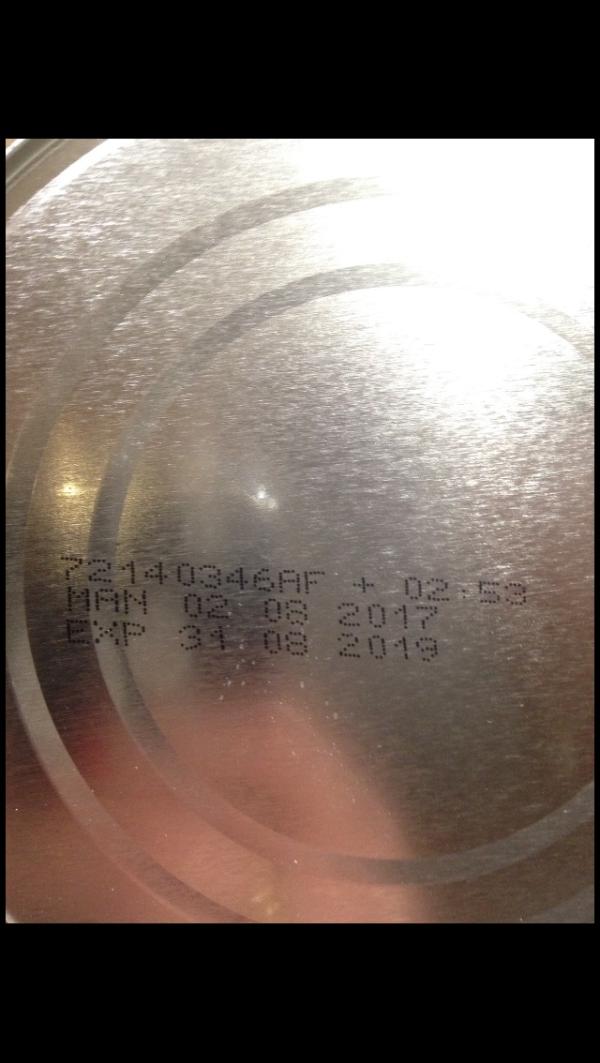 72140346AF + 02:53
MAN 02 08 2017
EXP 31 08 2019